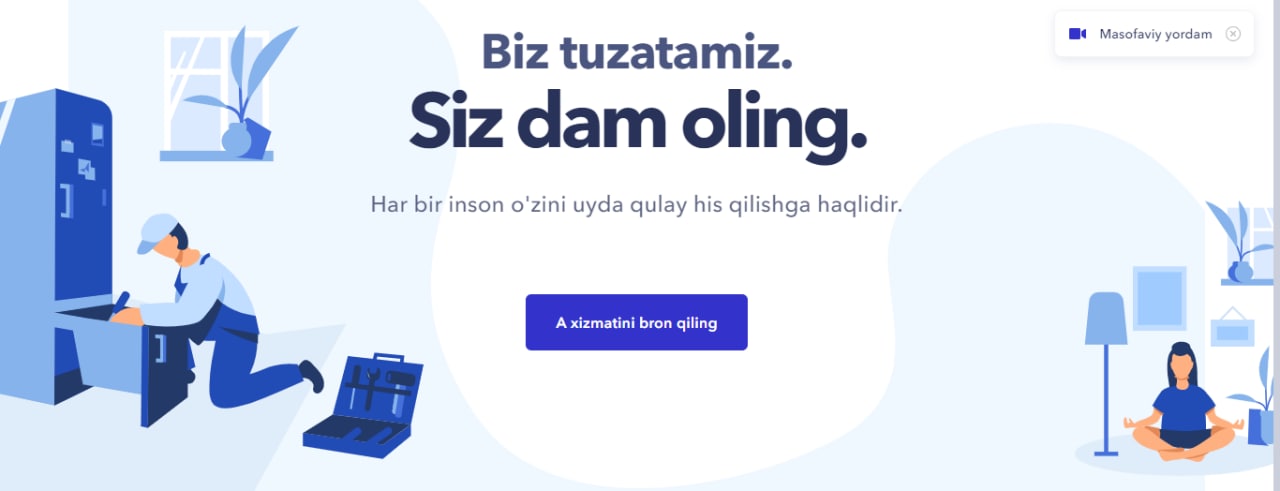 Masofaviy yordam
Biz tuzatamiz.
Siz dam oling.
Har bir inson o'zini uyda qulay his qilishga haqlidir.
A xizmatini bron qiling